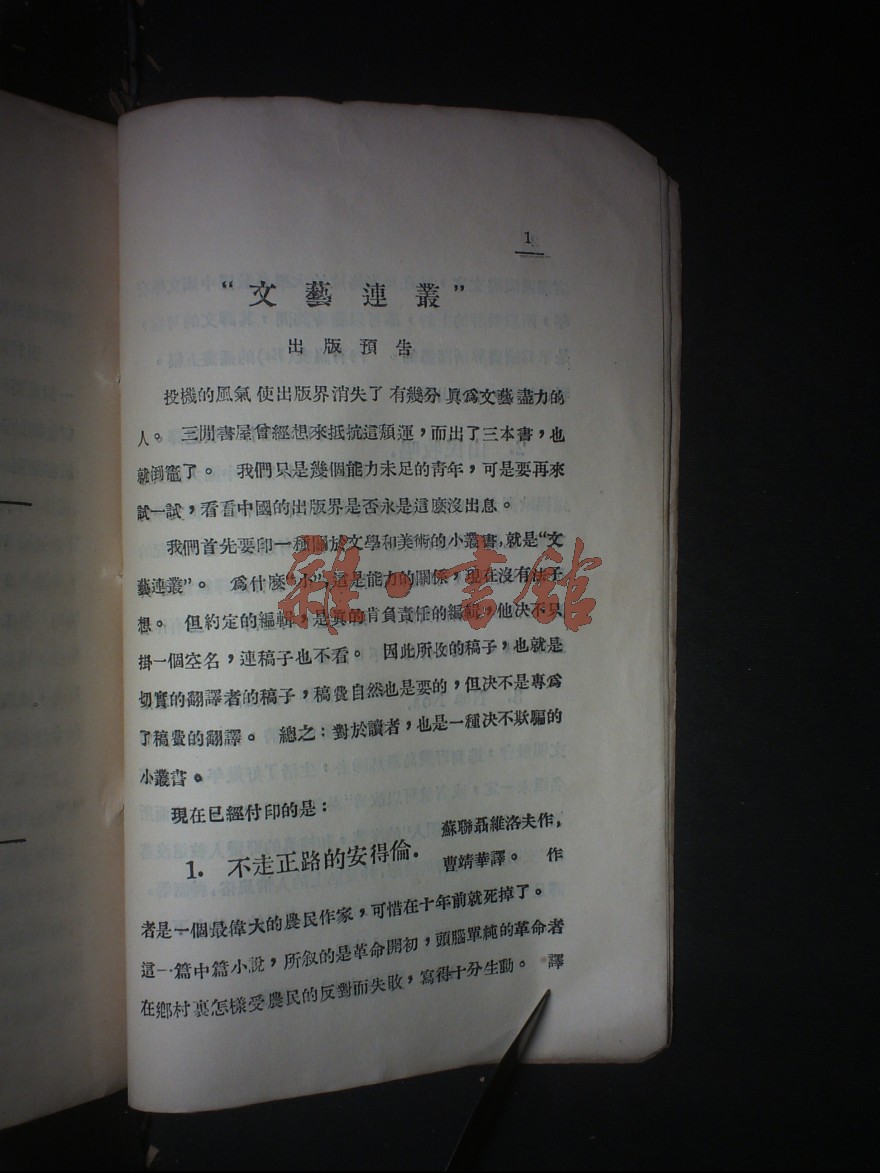 1
“文藝連叢”
出版預告
投機的風氣使出版界消失了有幾分眞爲文藝盡力的
人。三閒書屋曾經想來抵抗這頹運,而出了三本書,也
就倒竈了。我們只是幾個能力未足的青年,可是要再來
試一試,看看中國的出版界是否永是這麽沒出息。
我們首先要印一種關於文學和美術的小叢書,就是“文
藝連叢”。爲什麽“小”,這是能力的關係,現在沒有法子
想。但約定的編輯,是眞的肯負責任的編輯,他決不只
掛一個空名,連稿子也不看。因此所收的稿子,也就是
切實的翻譯者的稿子,稿費自然也是要的,但決不是專爲
了稿費的翻譯。總之:對於讀者,也是一種決不欺騙的
小叢書。
現在已經付印的是:
1. 不走正路的安得倫. 蘇聯聶維洛夫作,
曹靖華譯。作
者是一個最偉大的農民作家,可惜在十年前就死掉了。
這一篇中篇小說,所叙的是革命開初,頭腦單純的革命者
在鄉村裏怎樣受農民的反對而失敗,寫得十分生動。譯
雜·書館